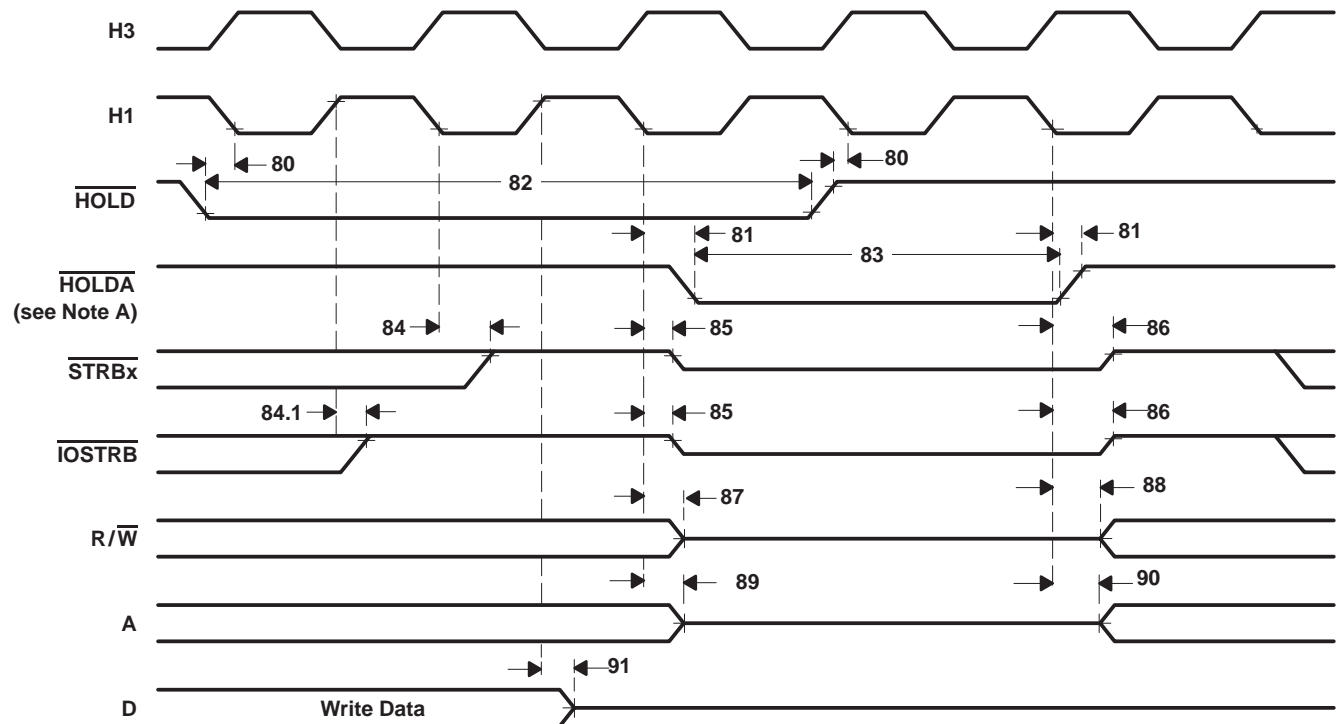 H3
H1
80
80
82
HOLD
81
81
83
HOLDA
(see Note A)
84
85
86
STRBx
84.1
85
86
IOSTRB
87
88
R/W
89
90
A
91
D
Write Data